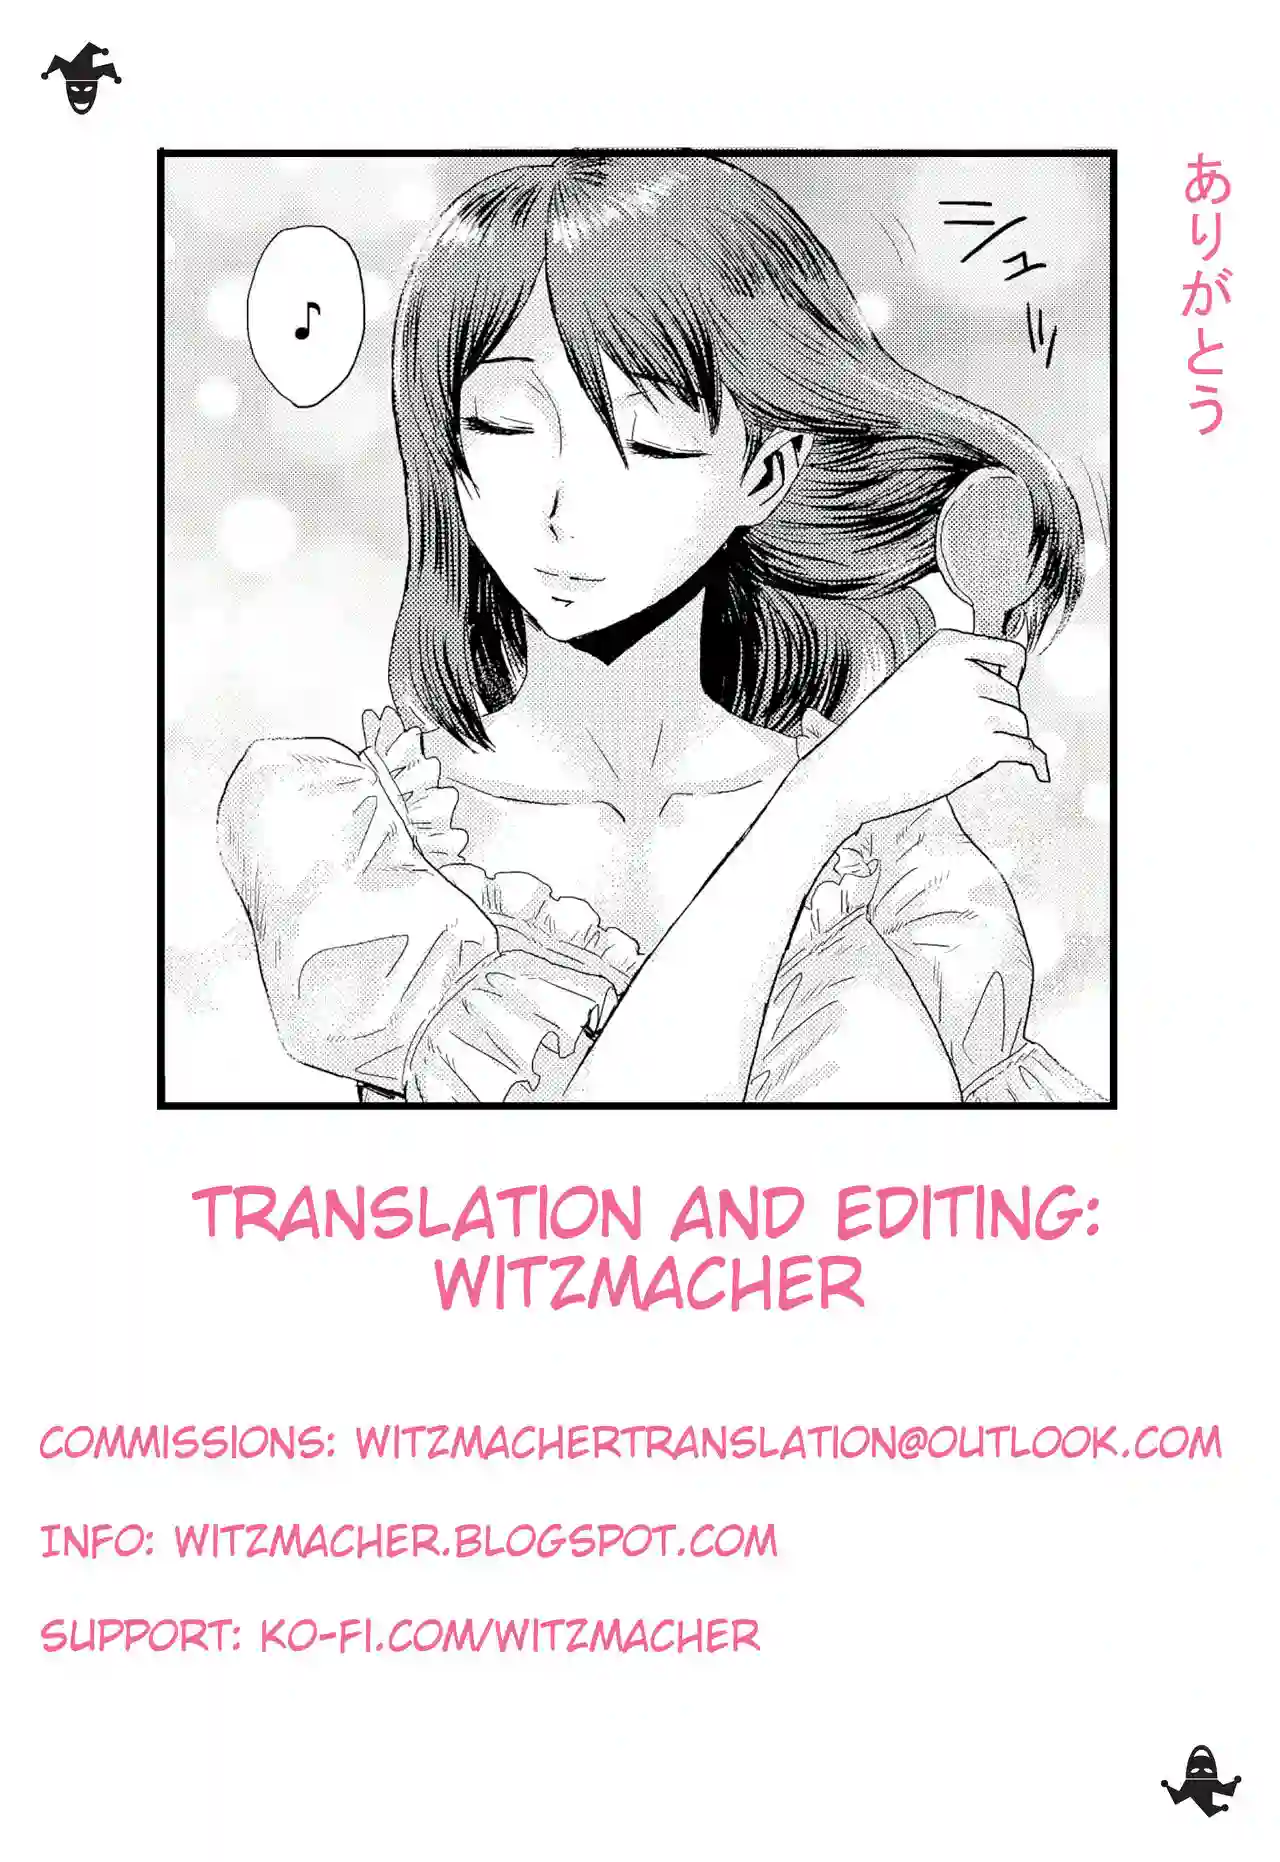 ありがとう
♪
シュッ
TRANSLATION AND EDITING:
WITZMACHER
COMMISSIONS: WITZMACHERTRANSLATION@OUTLOOK.COM
INFO: WITZMACHER.BLOGSPOT.COM
SUPPORT: KO-FI.COM/WITZMACHER